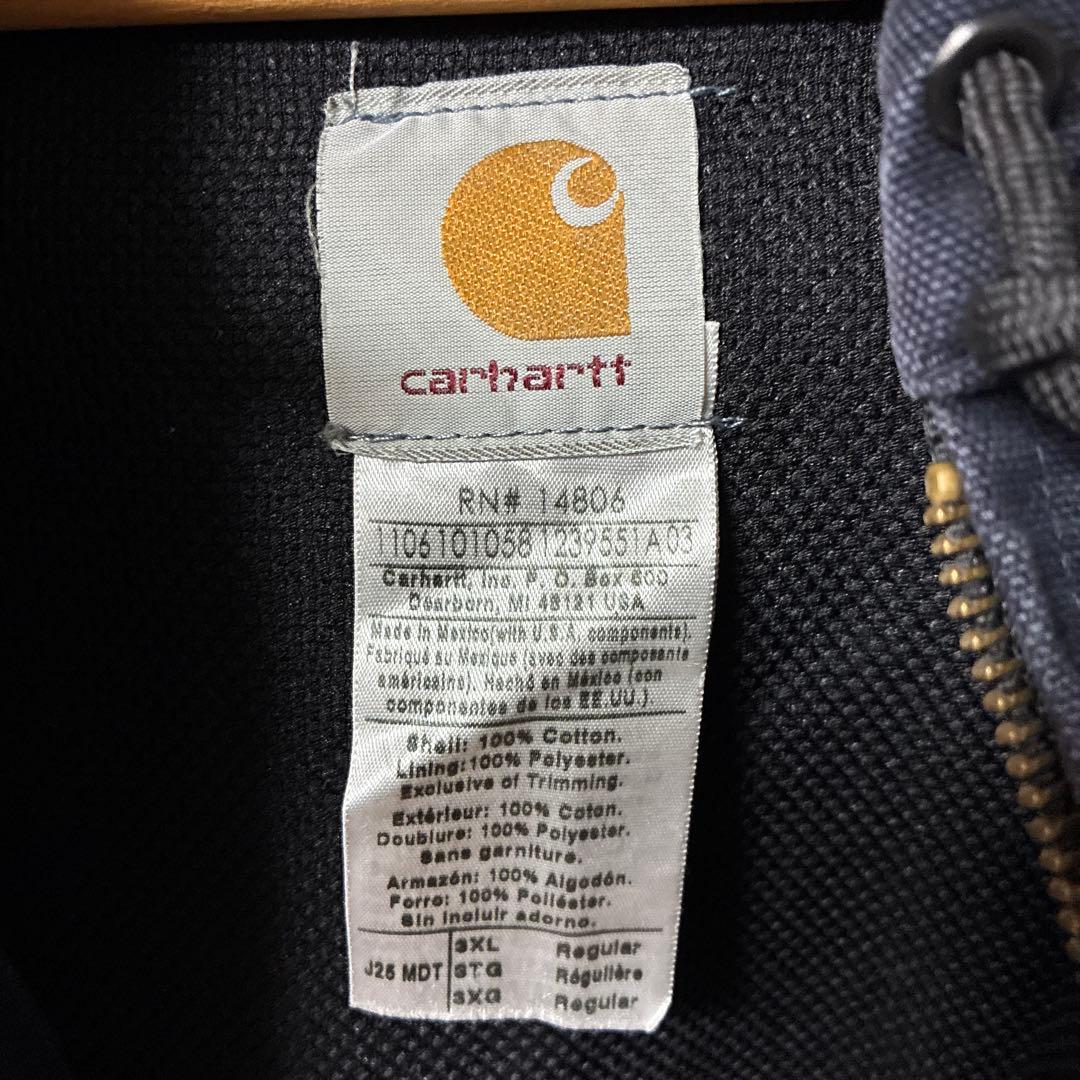 carhartt
RN# 14806
1106101058 1239551A03
Carhartt, Inc. P. O. Box 600
Dearborn, MI 48121 USA
Made in Mexico(with U.S.A. components).
Fabriqué au Mexique (avec des composants
américains). Hecho en México (con
componentes de los EE.UU.)
Shell: 100% Cotton.
Lining: 100% Polyester.
Exclusive of Trimming.
Extérieur: 100% Coton.
Doublure: 100% Polyester.
Sans garniture.
Armazón: 100% Algodón.
Forro: 100% Poliéster.
Sin incluir adorno.
3XL Regular
J25 MDT 3TG Régulière
3XG Regular